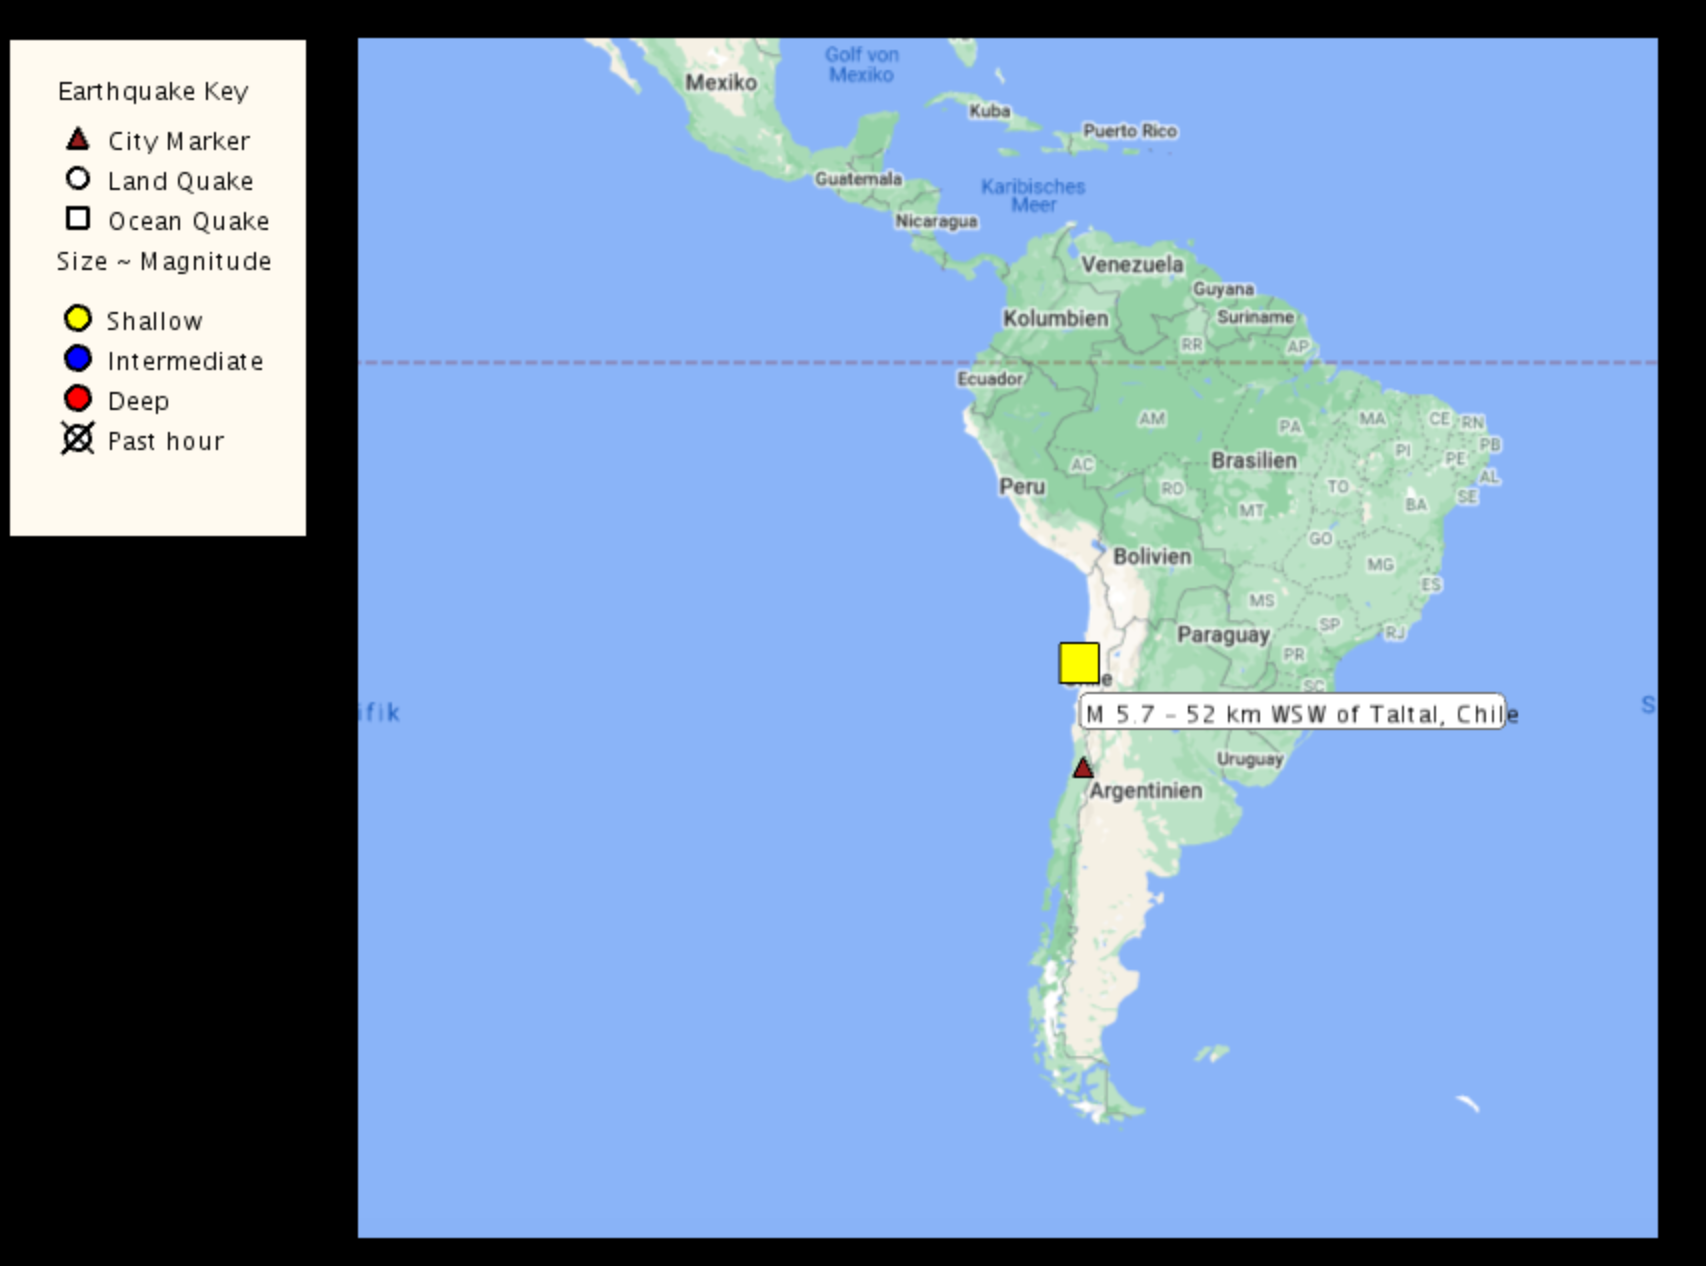 Earthquake Key
City Marker
Land Quake
Ocean Quake
Size ~ Magnitude
Shallow
Intermediate
Deep
Past hour
Golf von
Mexiko
Mexiko
Kuba
Puerto Rico
Guatemala
Karibisches
Meer
Nicaragua
Venezuela
Guyana
Kolumbien
Suriname
RR
AP
Ecuador
AM
PA
MA
CE
RN
PB
PI
PE
Brasilien
AC
AL
Peru
RO
TO
SE
MT
BA
GO
Bolivien
MG
ES
MS
SP
RJ
Paraguay
PR
SC
ifik
S
M 5.7 - 52 km WSW of Taltal, Chile
Uruguay
Argentinien